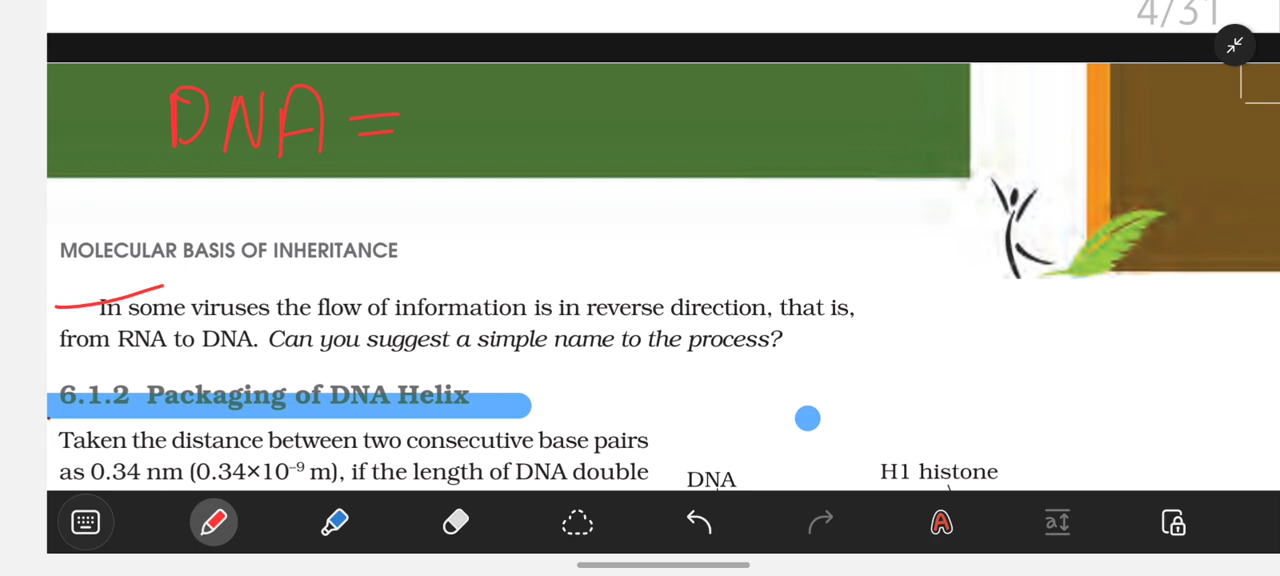 4/31
DNA =
MOLECULAR BASIS OF INHERITANCE
In some viruses the flow of information is in reverse direction, that is,
from RNA to DNA. Can you suggest a simple name to the process?
6.1.2 Packaging of DNA Helix
Taken the distance between two consecutive base pairs
as 0.34 nm (0.34×10⁻⁹ m), if the length of DNA double
DNA
H1 histone
A
a